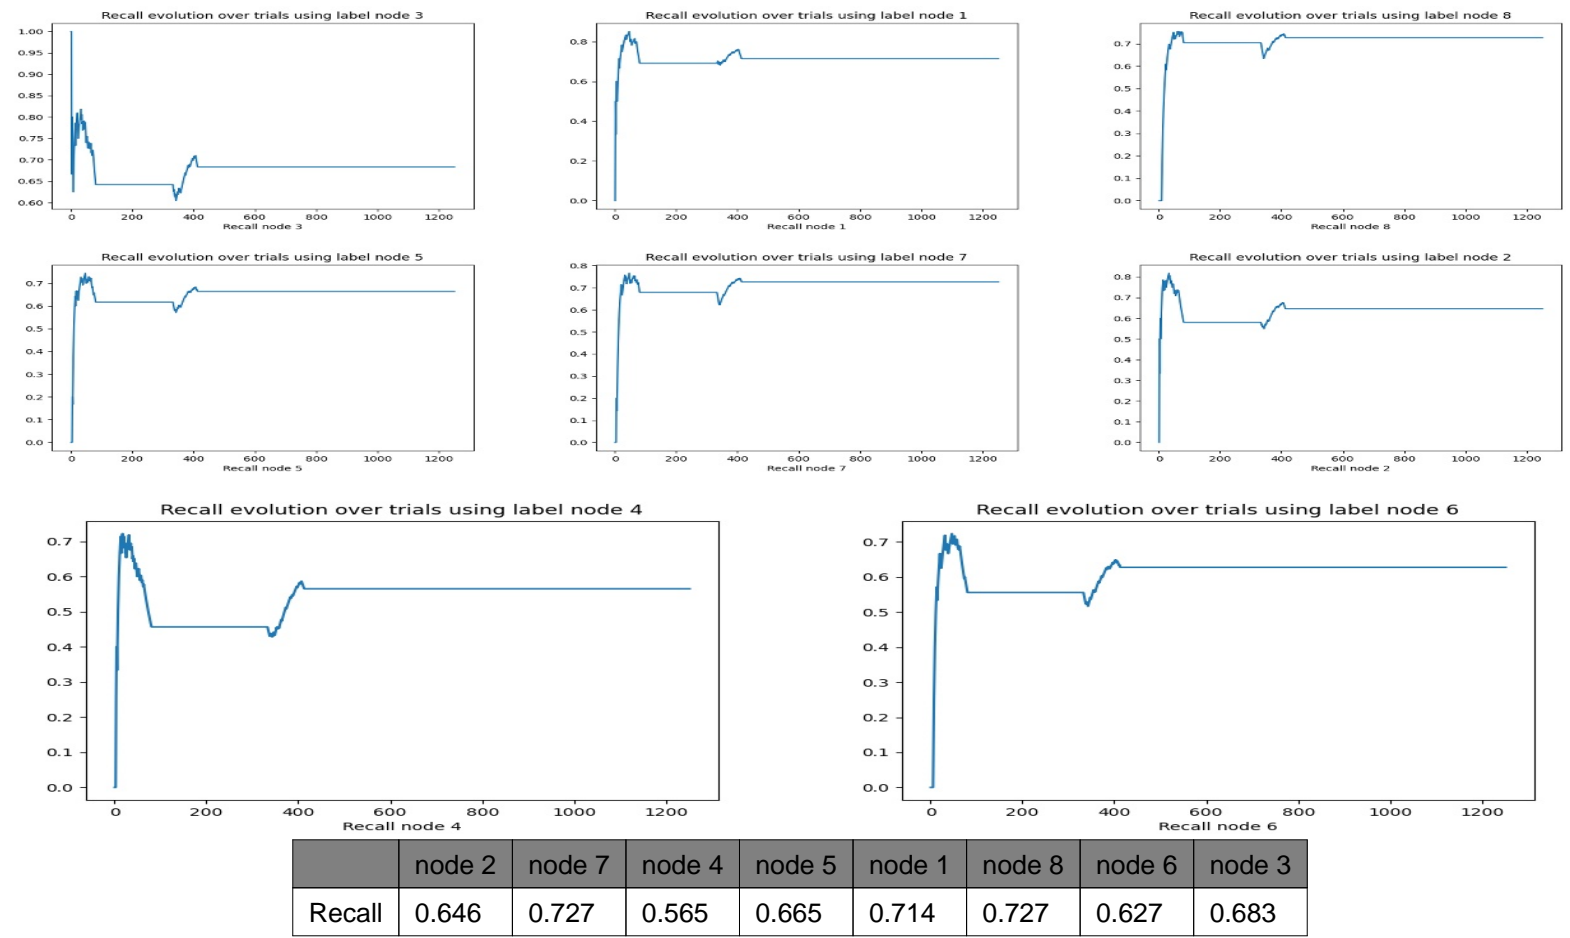 Recall evolution over trials using label node 3
1.00
0.95
0.90
0.85
0.80
0.75
0.70
0.65
0.60
0 200 400 600 800 1000 1200
Recall node 3
Recall evolution over trials using label node 1
0.8
0.6
0.4
0.2
0.0
0 200 400 600 800 1000 1200
Recall node 1
Recall evolution over trials using label node 8
0.7
0.6
0.5
0.4
0.3
0.2
0.1
0.0
0 200 400 600 800 1000 1200
Recall node 8
Recall evolution over trials using label node 5
0.7
0.6
0.5
0.4
0.3
0.2
0.1
0.0
0 200 400 600 800 1000 1200
Recall node 5
Recall evolution over trials using label node 7
0.8
0.7
0.6
0.5
0.4
0.3
0.2
0.1
0.0
0 200 400 600 800 1000 1200
Recall node 7
Recall evolution over trials using label node 2
0.8
0.7
0.6
0.5
0.4
0.3
0.2
0.1
0.0
0 200 400 600 800 1000 1200
Recall node 2
Recall evolution over trials using label node 4
0.7
0.6
0.5
0.4
0.3
0.2
0.1
0.0
0 200 400 600 800 1000 1200
Recall node 4
Recall evolution over trials using label node 6
0.7
0.6
0.5
0.4
0.3
0.2
0.1
0.0
0 200 400 600 800 1000 1200
Recall node 6
node 2 node 7 node 4 node 5 node 1 node 8 node 6 node 3
Recall 0.646 0.727 0.565 0.665 0.714 0.727 0.627 0.683